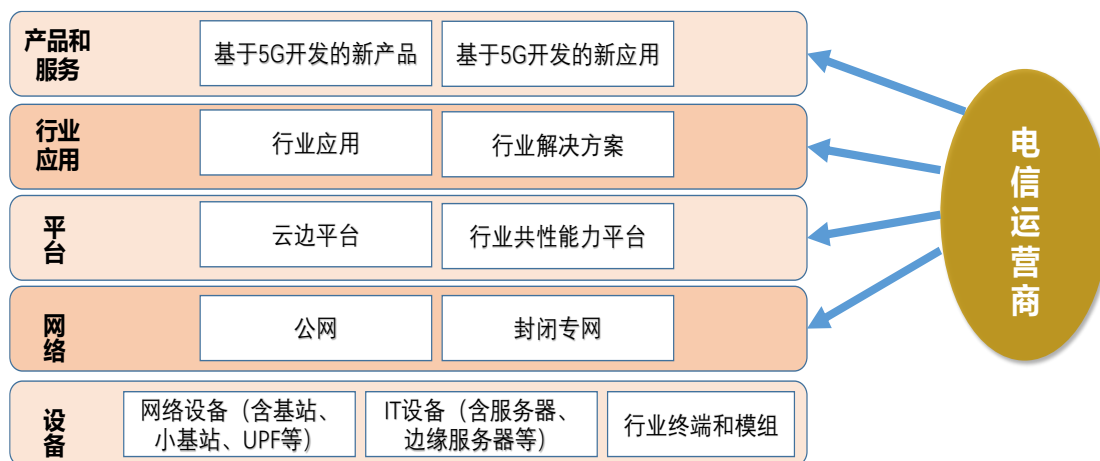 产品和
服务
基于5G开发的新产品
基于5G开发的新应用
行业
应用
行业应用
行业解决方案
平
台
云边平台
行业共性能力平台
网
络
公网
封闭专网
设
备
网络设备（含基站、
小基站、UPF等）
IT设备（含服务器、
边缘服务器等）
行业终端和模组
电
信
运
营
商